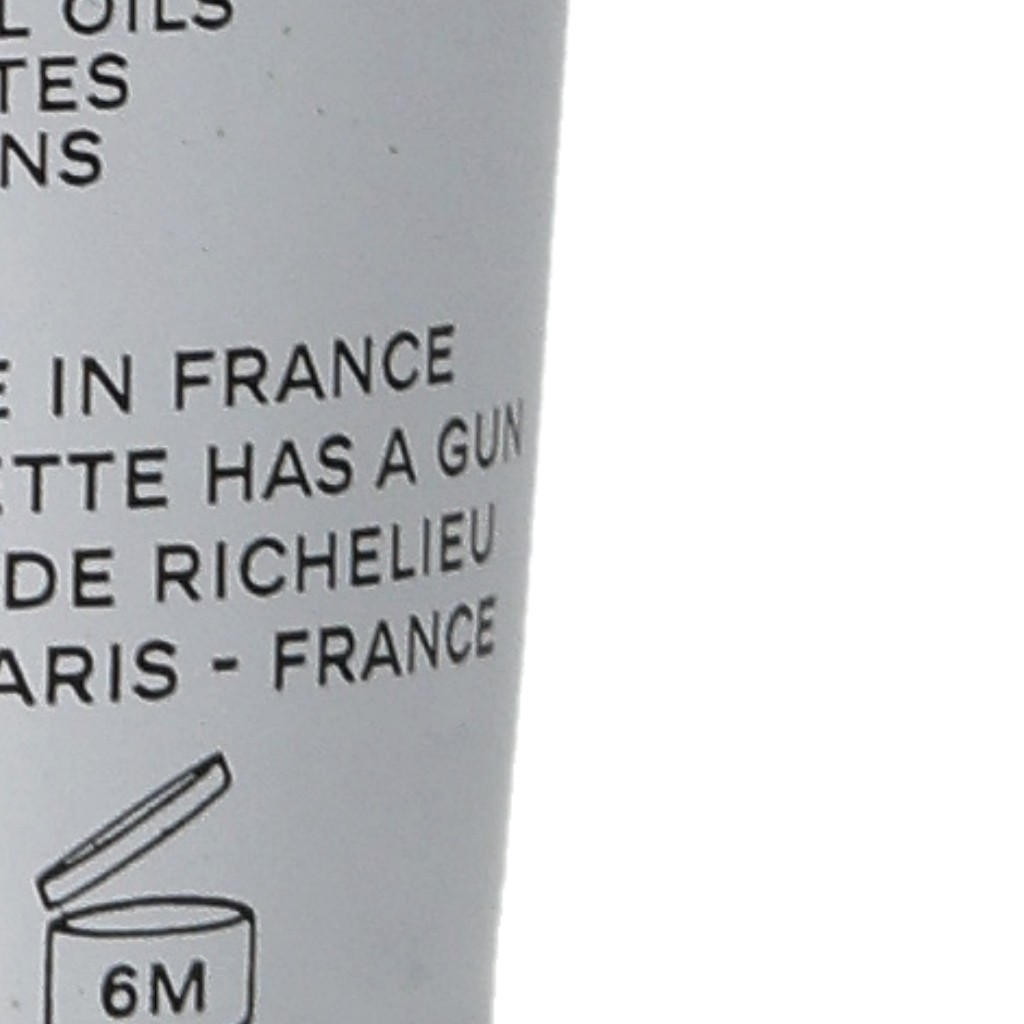 L OILS
TES
NS
E IN FRANCE
ETTE HAS A GUN
DE RICHELIEU
ARIS - FRANCE
6M